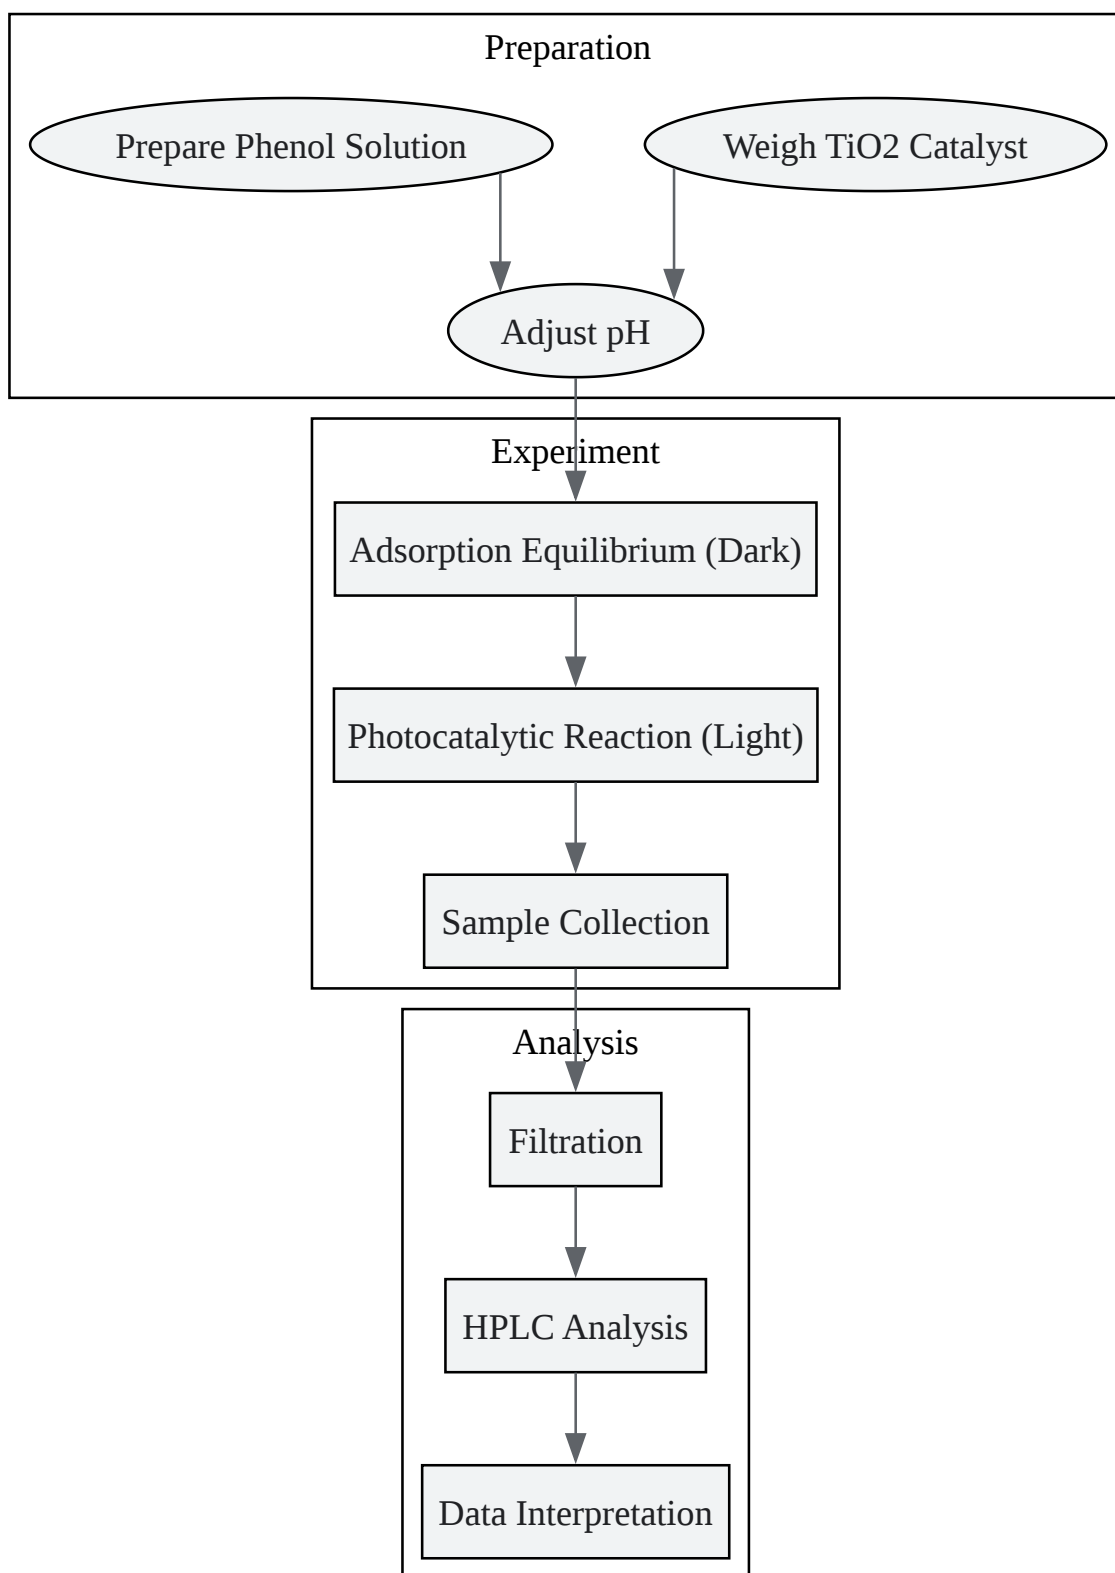 Preparation
Prepare Phenol Solution
Weigh TiO2 Catalyst
Adjust pH
Experiment
Adsorption Equilibrium (Dark)
Photocatalytic Reaction (Light)
Sample Collection
Analysis
Filtration
HPLC Analysis
Data Interpretation